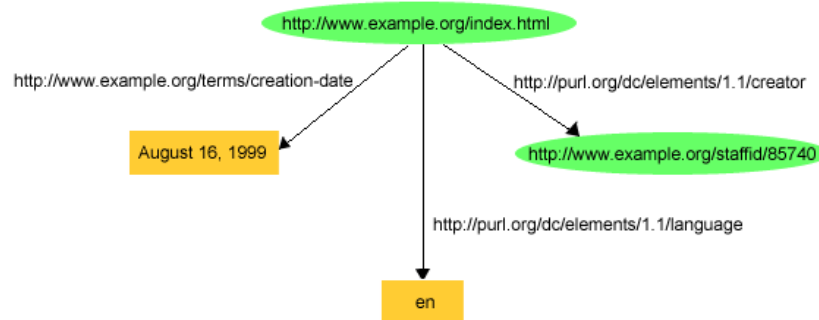 http://www.example.org/index.html
http://www.example.org/terms/creation-date
http://purl.org/dc/elements/1.1/creator
August 16, 1999
http://www.example.org/staffid/85740
http://purl.org/dc/elements/1.1/language
en